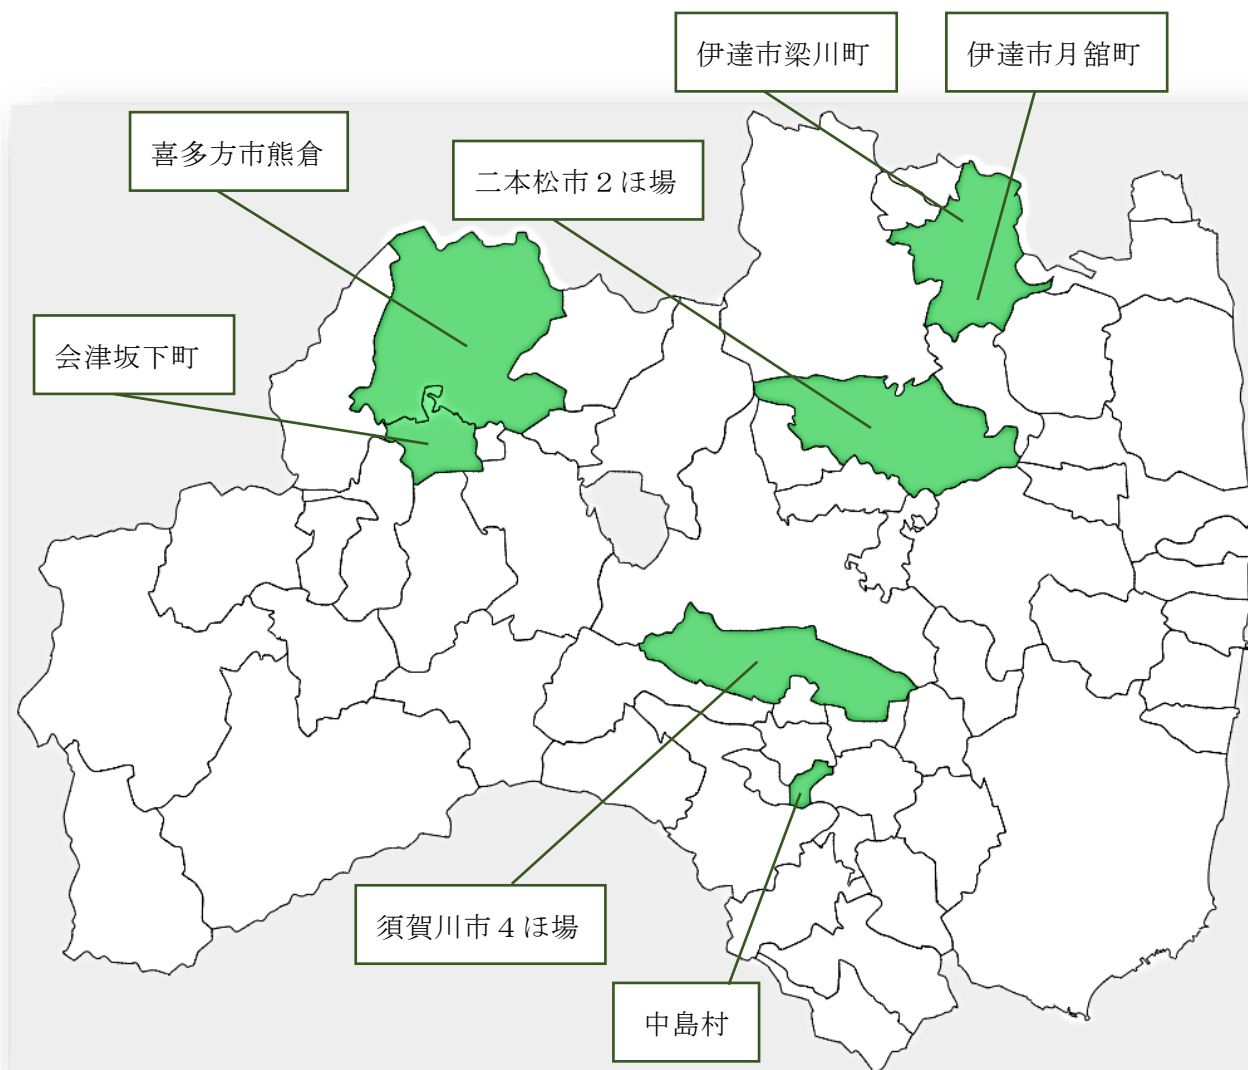 伊達市梁川町
伊達市月舘町
喜多方市熊倉
二本松市２ほ場
会津坂下町
須賀川市４ほ場
中島村